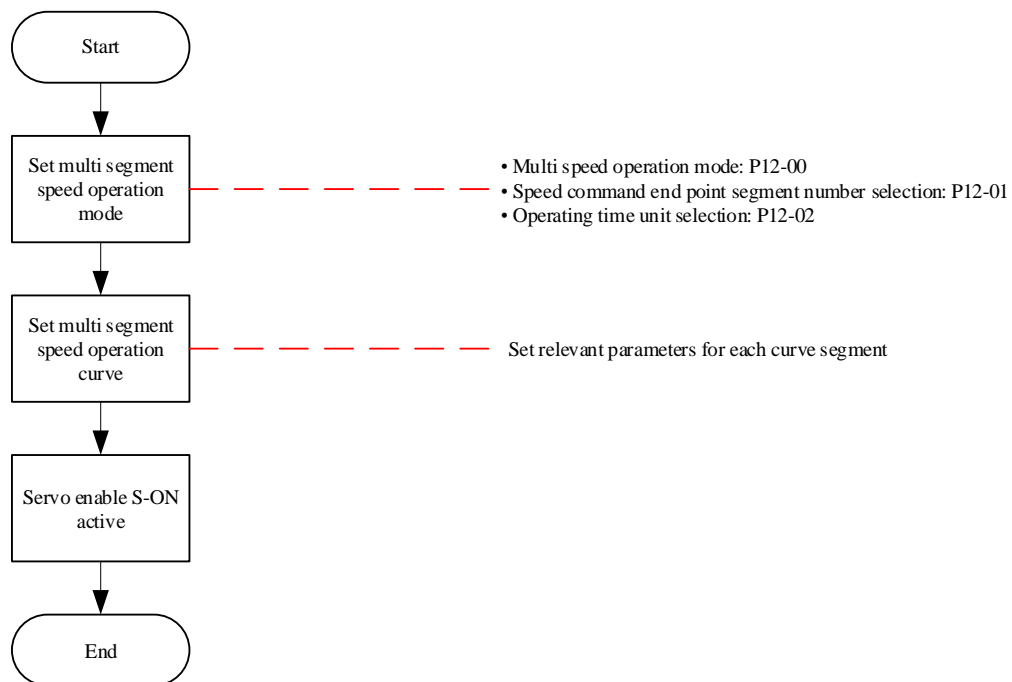 Start
Set multi segment
speed operation
mode
• Multi speed operation mode: P12-00
• Speed command end point segment number selection: P12-01
• Operating time unit selection: P12-02
Set multi segment
speed operation
curve
Set relevant parameters for each curve segment
Servo enable S-ON
active
End